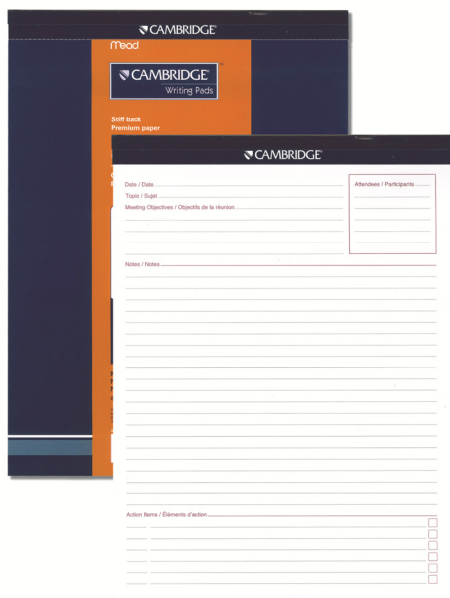 CAMBRIDGE®
Mead
CAMBRIDGE®
Writing Pads
Stiff back
Premium paper
CAMBRIDGE®
Date / Date
Attendees / Participants
Topic / Sujet
Meeting Objectives / Objectifs de la réunion
Notes / Notes
Action Items / Éléments d'action